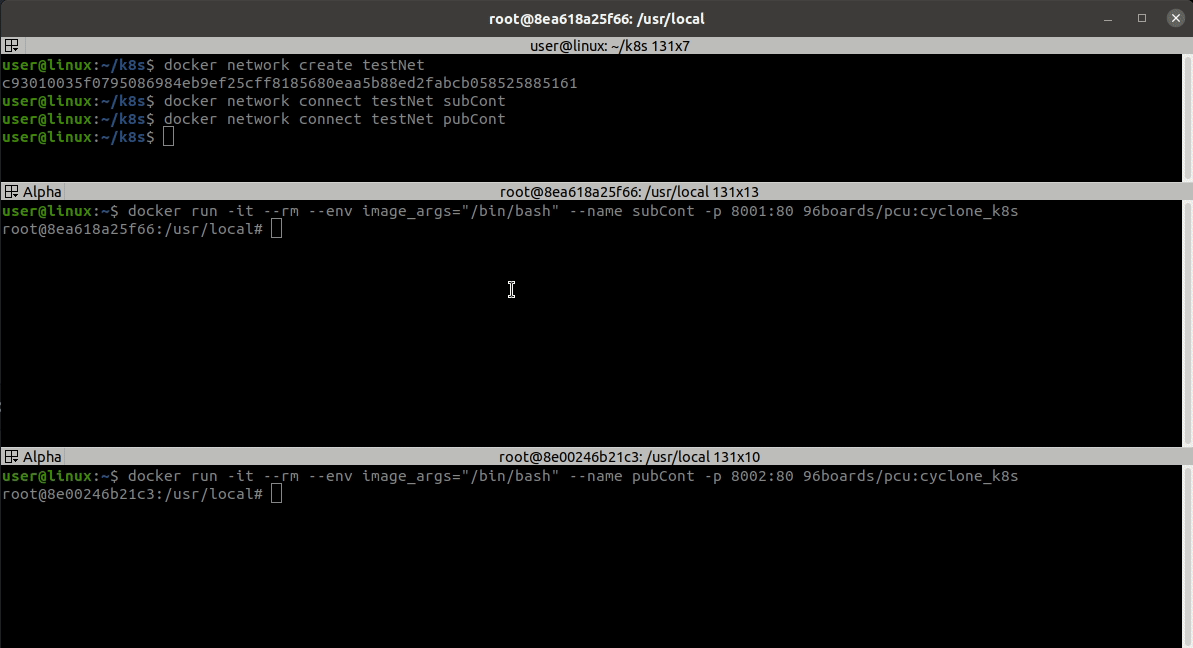 root@8ea618a25f66: /usr/local
user@linux: ~/k8s 131x7
user@linux:~/k8s$ docker network create testNet
c93010035f0795086984eb9ef25cff8185680eaa5b88ed2fabcb058525885161
user@linux:~/k8s$ docker network connect testNet subCont
user@linux:~/k8s$ docker network connect testNet pubCont
user@linux:~/k8s$
Alpha root@8ea618a25f66: /usr/local 131x13
user@linux:~$ docker run -it --rm --env image_args="/bin/bash" --name subCont -p 8001:80 96boards/pcu:cyclone_k8s
root@8ea618a25f66:/usr/local#
Alpha root@8e00246b21c3: /usr/local 131x10
user@linux:~$ docker run -it --rm --env image_args="/bin/bash" --name pubCont -p 8002:80 96boards/pcu:cyclone_k8s
root@8e00246b21c3:/usr/local#